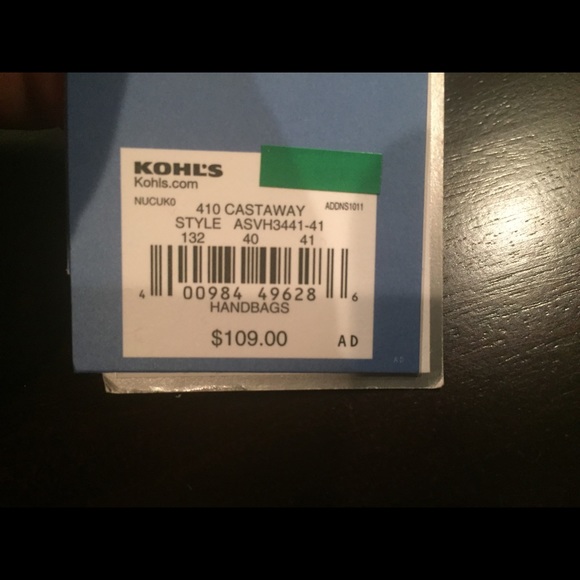 KOHL'S
Kohls.com
NUCUK0
410 CASTAWAY ADDNS1011
STYLE ASVH3441-41
132 40 41
4 00984 49628 6
HANDBAGS
$109.00 AD
AD